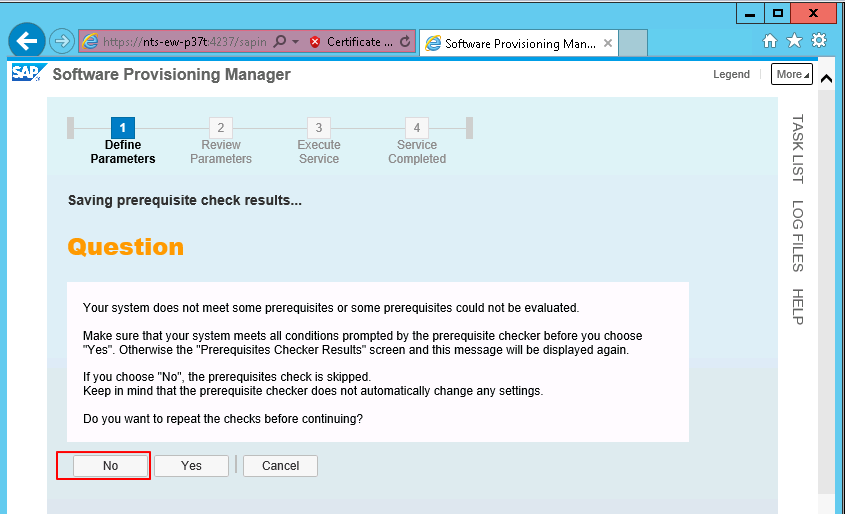 https://nts-ew-p37t:4237/sapin
Certificate ...
Software Provisioning Man...
SAP
Software Provisioning Manager
Legend
More
1
2
3
4
Define
Parameters
Review
Parameters
Execute
Service
Service
Completed
TASK LIST
LOG FILES
HELP
Saving prerequisite check results...
Question
Your system does not meet some prerequisites or some prerequisites could not be evaluated.
Make sure that your system meets all conditions prompted by the prerequisite checker before you choose
"Yes". Otherwise the "Prerequisites Checker Results" screen and this message will be displayed again.
If you choose "No", the prerequisites check is skipped.
Keep in mind that the prerequisite checker does not automatically change any settings.
Do you want to repeat the checks before continuing?
No
Yes
Cancel